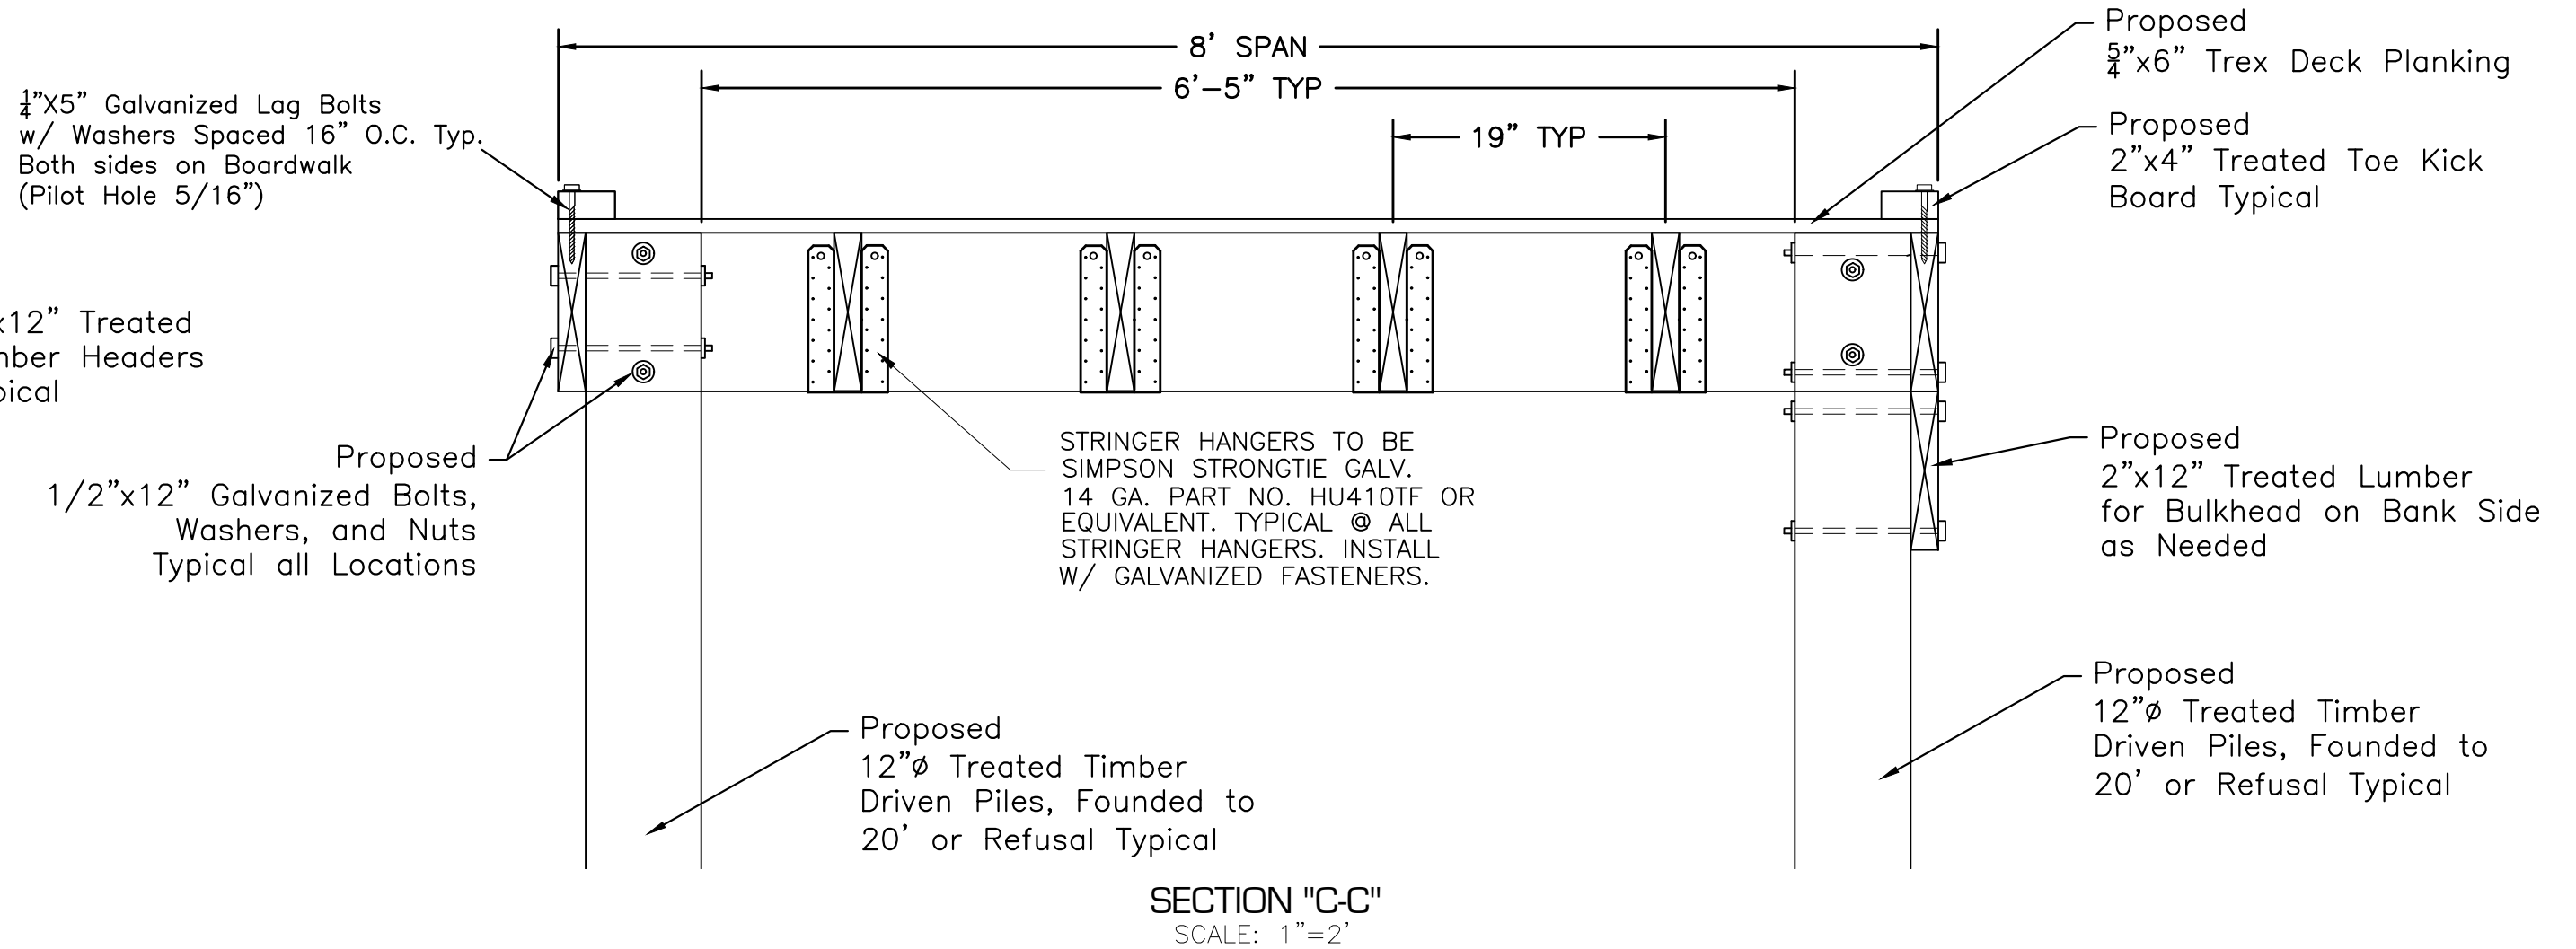 8' SPAN
6'-5" TYP
19" TYP
Proposed
5/4"x6" Trex Deck Planking
1/4"X5" Galvanized Lag Bolts
w/ Washers Spaced 16" O.C. Typ.
Both sides on Boardwalk
(Pilot Hole 5/16")
Proposed
2"x4" Treated Toe Kick
Board Typical
x12" Treated
Headers
Proposed
1/2"x12" Galvanized Bolts,
Washers, and Nuts
Typical all Locations
STRINGER HANGERS TO BE
SIMPSON STRONGTIE GALV.
14 GA. PART NO. HU410TF OR
EQUIVALENT. TYPICAL @ ALL
STRINGER HANGERS. INSTALL
W/ GALVANIZED FASTENERS.
Proposed
2"x12" Treated Lumber
for Bulkhead on Bank Side
as Needed
Proposed
12"ø Treated Timber
Driven Piles, Founded to
20' or Refusal Typical
Proposed
12"ø Treated Timber
Driven Piles, Founded to
20' or Refusal Typical
SECTION "C-C"
SCALE: 1"=2'